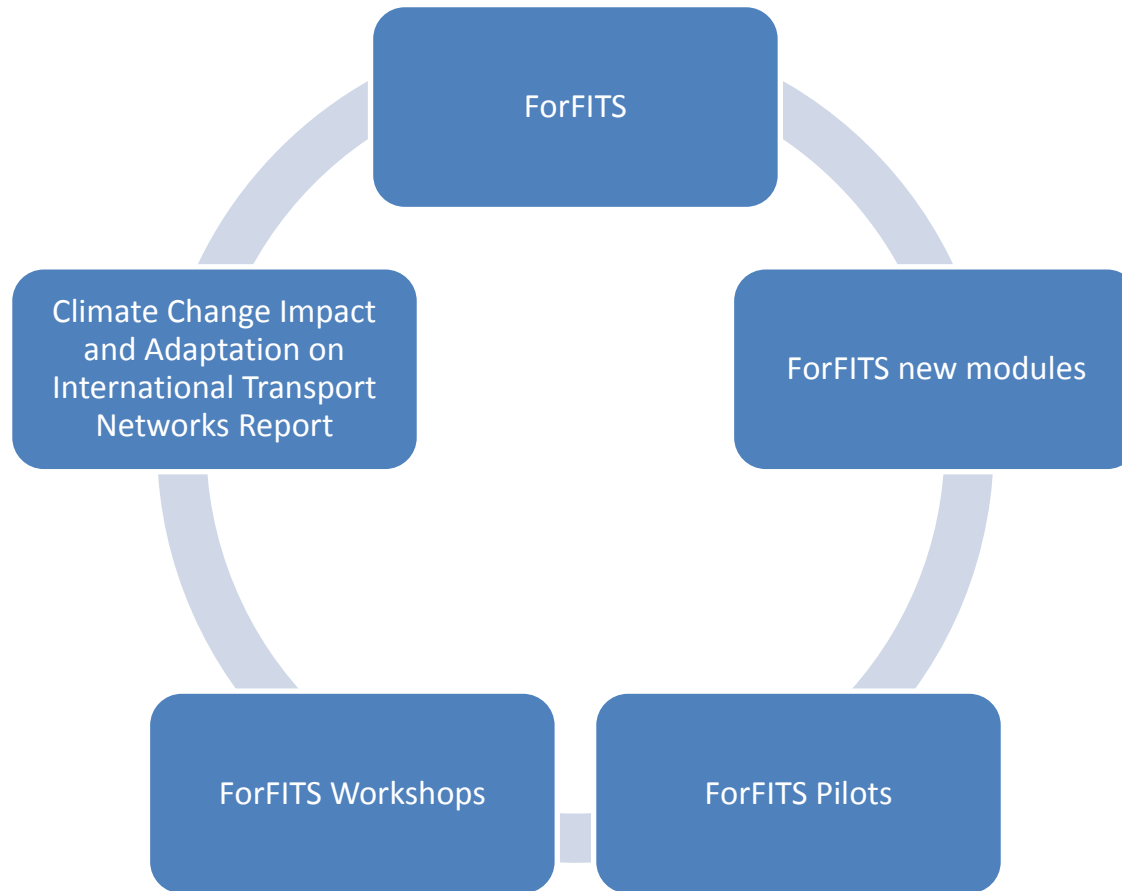 ForFITS
Climate Change Impact
and Adaptation on
International Transport
Networks Report
ForFITS new modules
ForFITS Workshops
ForFITS Pilots